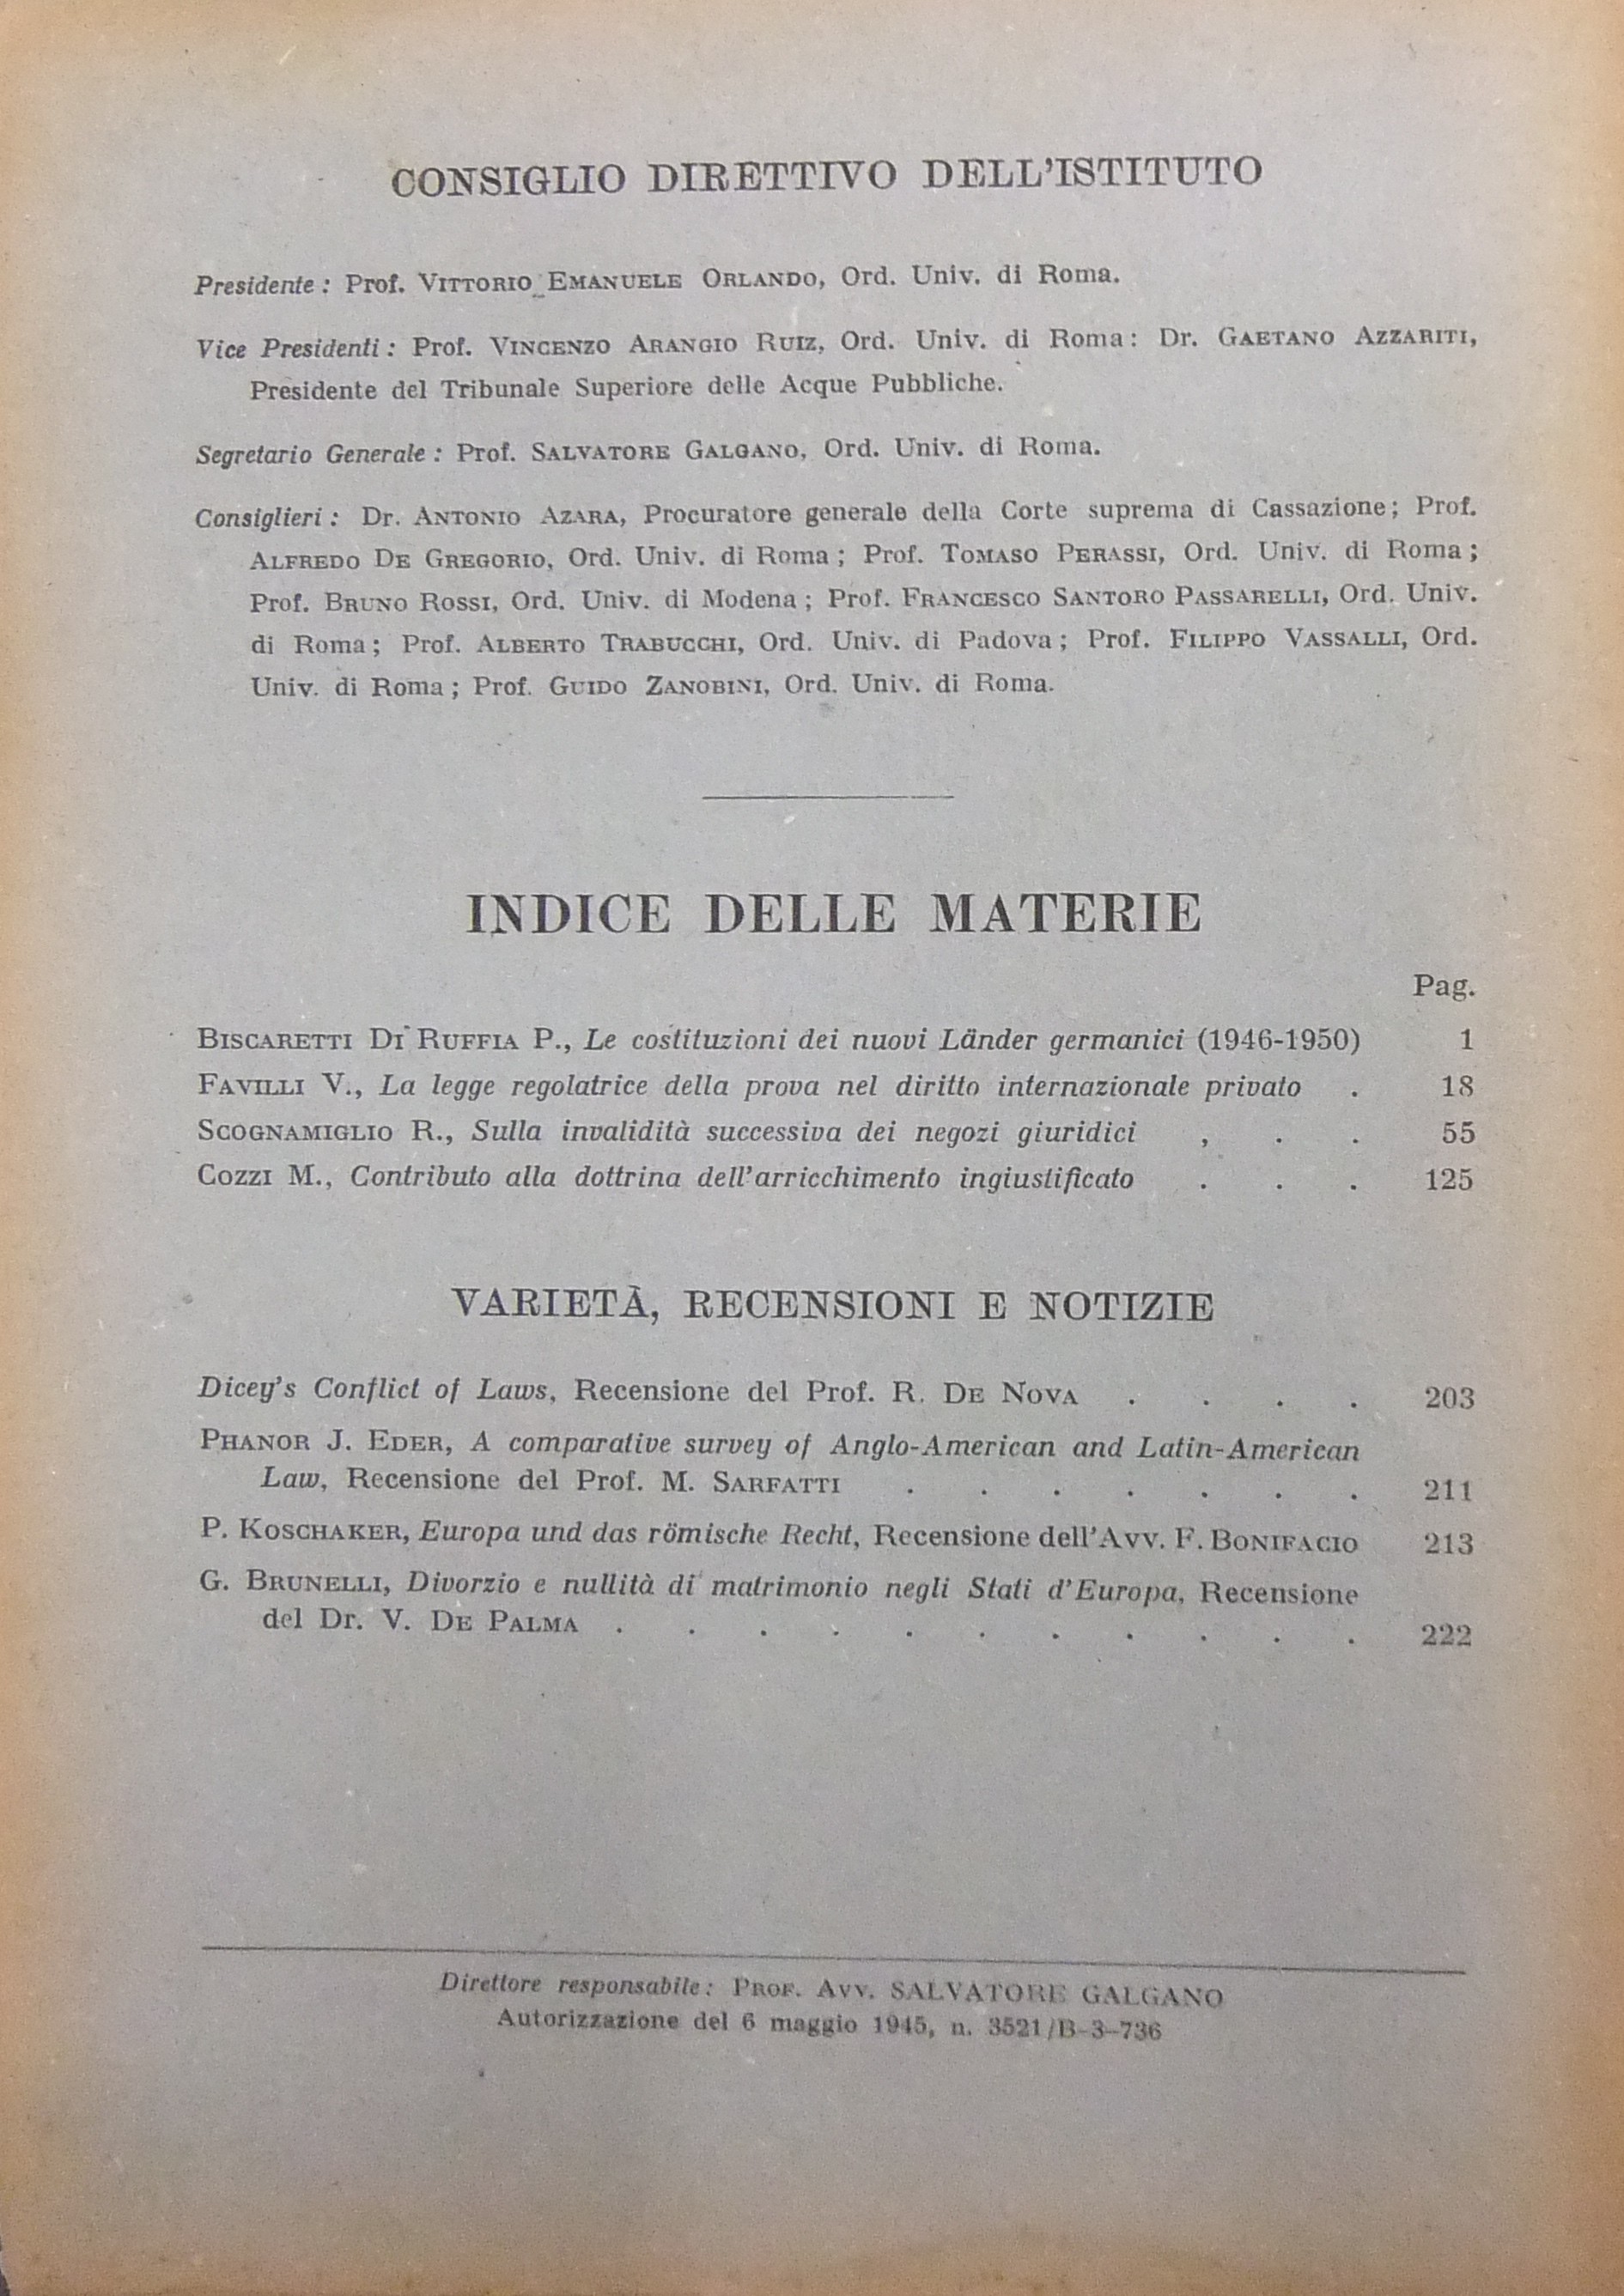 CONSIGLIO DIRETTIVO DELL'ISTITUTO
Presidente : Prof. VITTORIO EMANUELE ORLANDO, Ord. Univ. di Roma.
Vice Presidenti : Prof. VINCENZO ARANGIO RUIZ, Ord. Univ. di Roma: Dr. GAETANO AZZARITI,
Presidente del Tribunale Superiore delle Acque Pubbliche.
Segretario Generale : Prof. SALVATORE GALGANO, Ord. Univ. di Roma.
Consiglieri : Dr. ANTONIO AZARA, Procuratore generale della Corte suprema di Cassazione; Prof.
ALFREDO DE GREGORIO, Ord. Univ. di Roma ; Prof. TOMASO PERASSI, Ord. Univ. di Roma ;
Prof. BRUNO ROSSI, Ord. Univ. di Modena ; Prof. FRANCESCO SANTORO PASSARELLI, Ord. Univ.
di Roma ; Prof. ALBERTO TRABUCCHI, Ord. Univ. di Padova ; Prof. FILIPPO VASSALLI, Ord.
Univ. di Roma ; Prof. GUIDO ZANOBINI, Ord. Univ. di Roma.
INDICE DELLE MATERIE
Pag.
BISCARETTI DI RUFFIA P., Le costituzioni dei nuovi Länder germanici (1946-1950) 1
FAVILLI V., La legge regolatrice della prova nel diritto internazionale privato . 18
SCOGNAMIGLIO R., Sulla invalidità successiva dei negozi giuridici , . . 55
COZZI M., Contributo alla dottrina dell'arricchimento ingiustificato . . . 125
VARIETÀ, RECENSIONI E NOTIZIE
Dicey's Conflict of Laws, Recensione del Prof. R. DE NOVA . . . . 203
PHANOR J. EDER, A comparative survey of Anglo-American and Latin-American
Law, Recensione del Prof. M. SARFATTI . . . . . . . 211
P. KOSCHAKER, Europa und das römische Recht, Recensione dell'Avv. F. BONIFACIO 213
G. BRUNELLI, Divorzio e nullità di matrimonio negli Stati d'Europa, Recensione
del Dr. V. DE PALMA . . . . . . . . . . . 222
Direttore responsabile : PROF. AVV. SALVATORE GALGANO
Autorizzazione del 6 maggio 1945, n. 3521/B-3-736